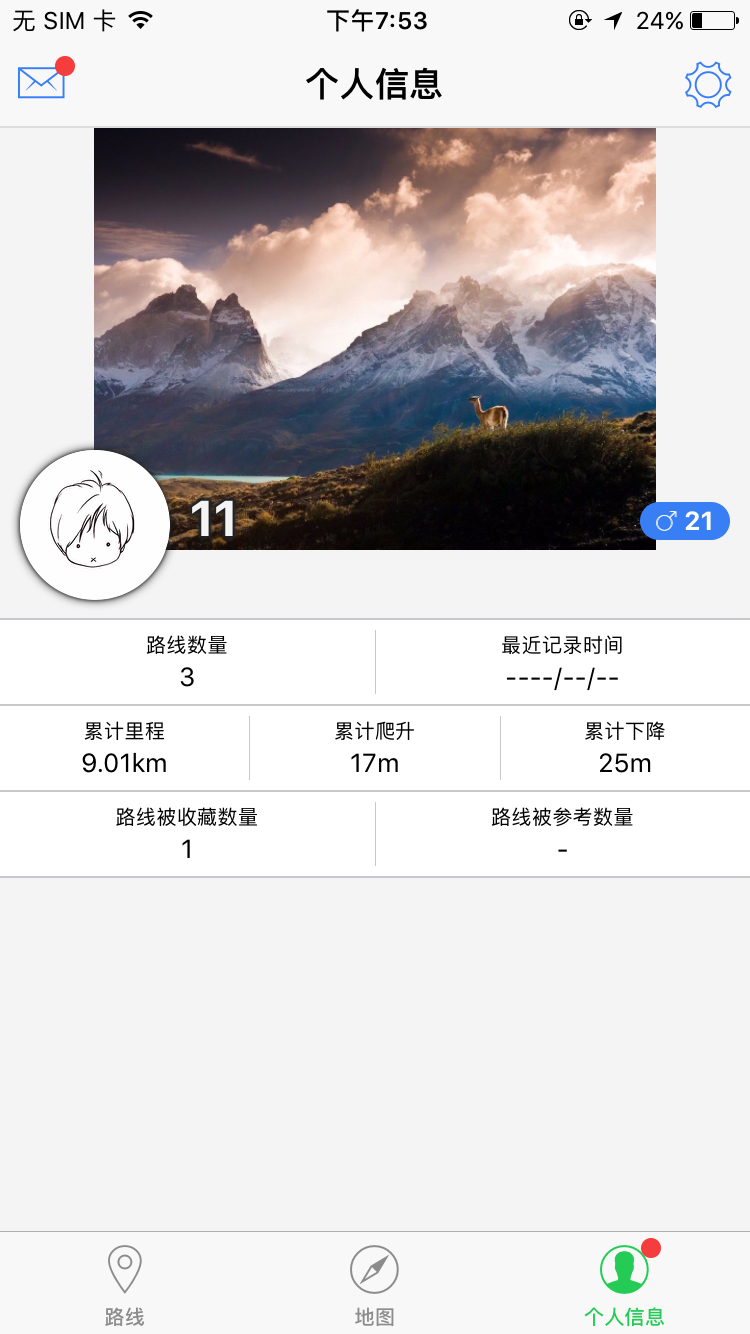 无 SIM 卡 下午7:53 24%
个人信息
11
♂ 21
路线数量 最近记录时间
3 ----/--/--
累计里程 累计爬升 累计下降
9.01km 17m 25m
路线被收藏数量 路线被参考数量
1 -
路线 地图 个人信息